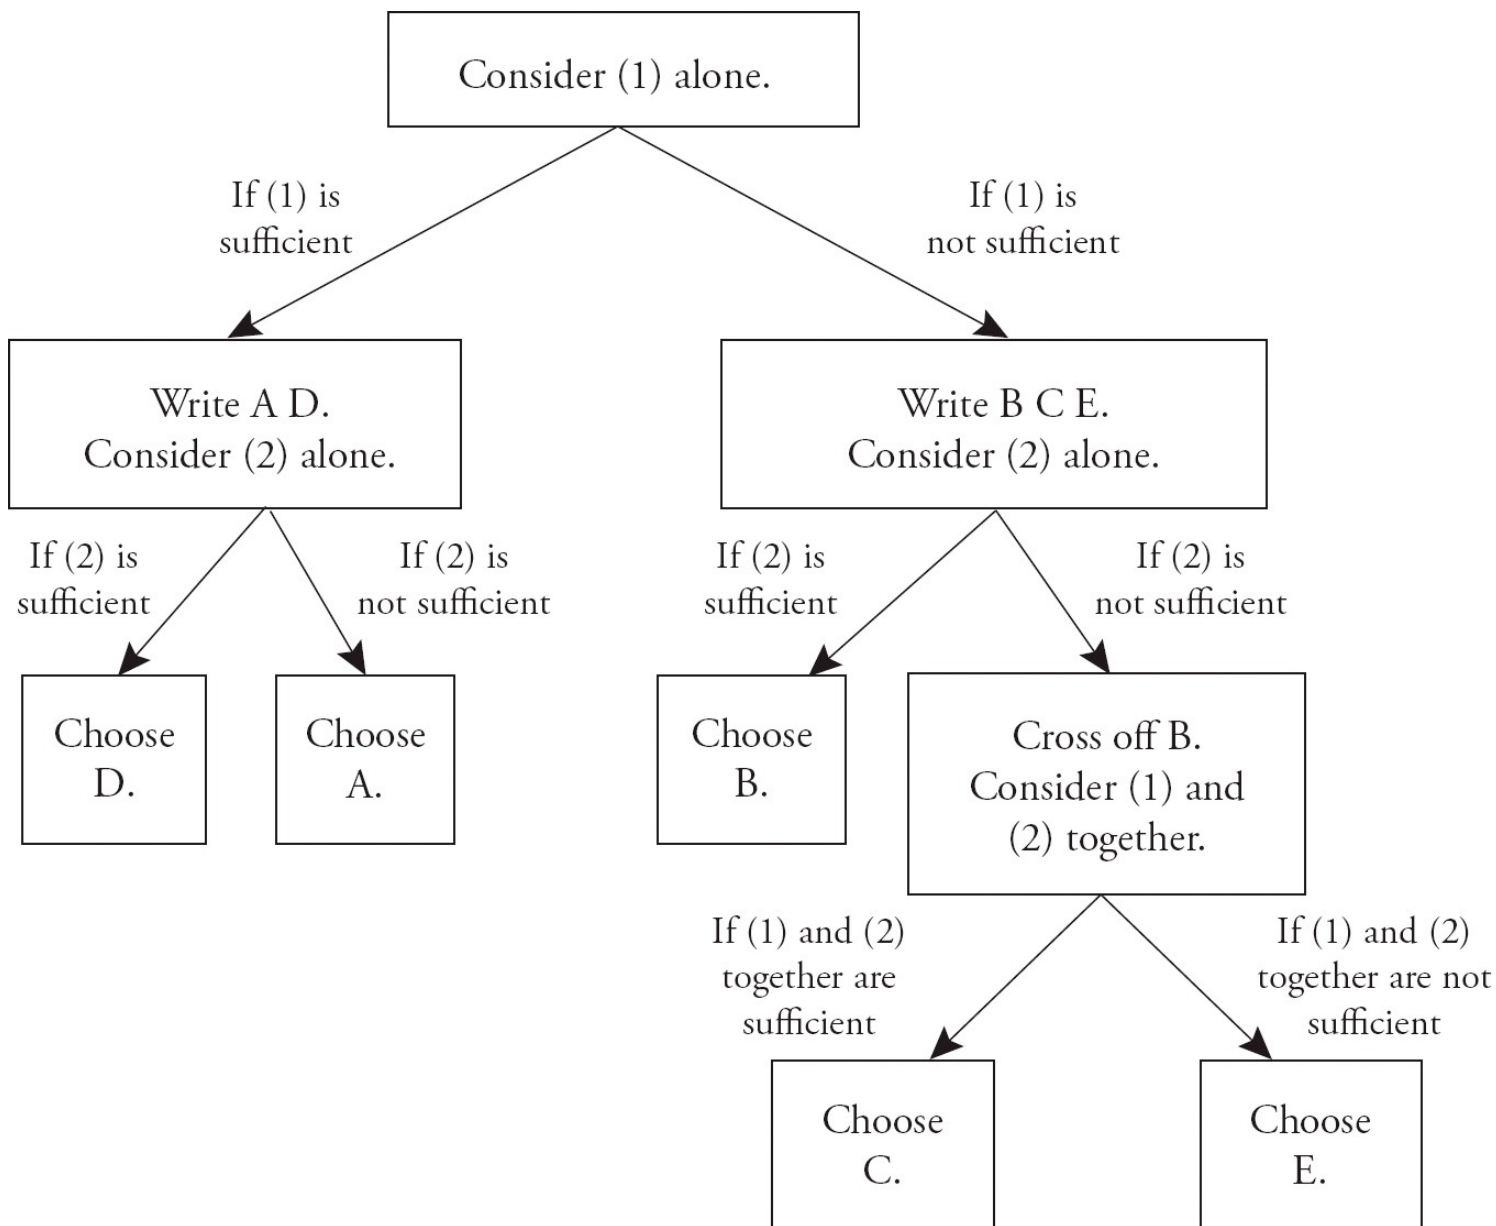 Consider (1) alone.
If (1) is
sufficient
If (1) is
not sufficient
Write A D.
Consider (2) alone.
Write B C E.
Consider (2) alone.
If (2) is
sufficient
If (2) is
not sufficient
If (2) is
sufficient
If (2) is
not sufficient
Choose
D.
Choose
A.
Choose
B.
Cross off B.
Consider (1) and
(2) together.
If (1) and (2)
together are
sufficient
If (1) and (2)
together are not
sufficient
Choose
C.
Choose
E.